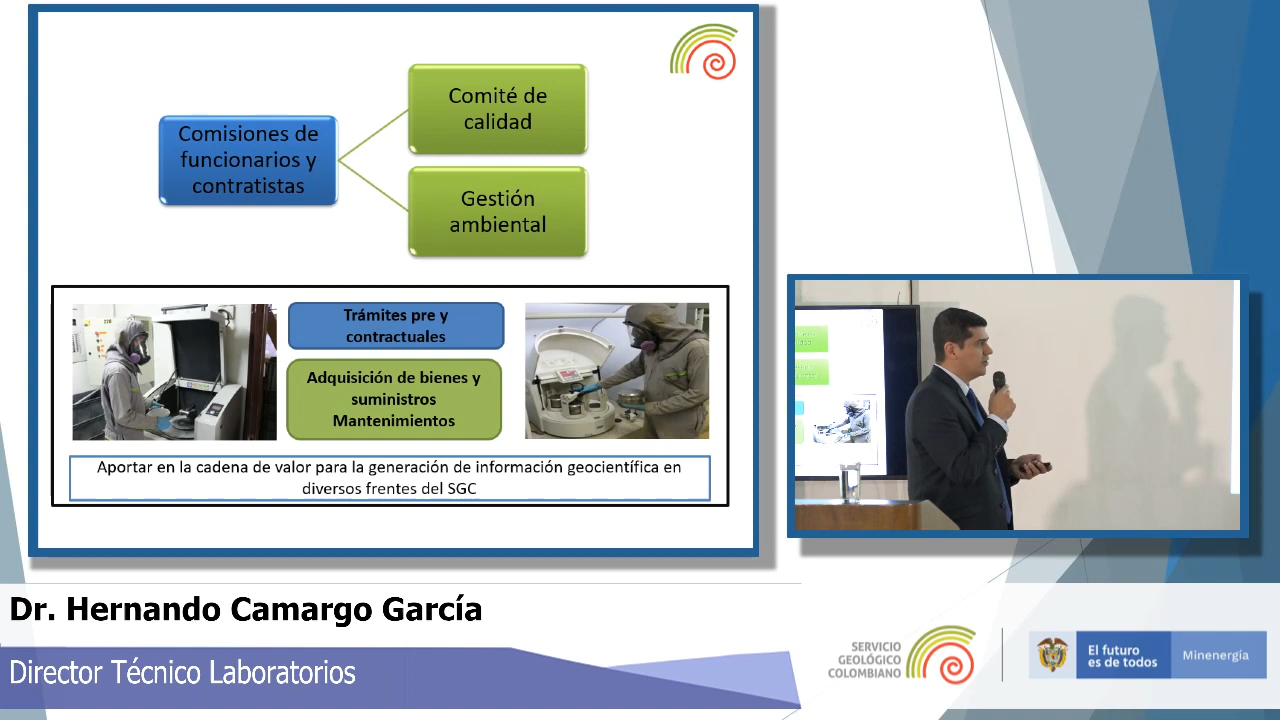 Comité de
calidad
Comisiones de
funcionarios y
contratistas
Gestión
ambiental
Trámites pre y
contractuales
Adquisición de bienes y
suministros
Mantenimientos
Aportar en la cadena de valor para la generación de información geocientífica en
diversos frentes del SGC
Dr. Hernando Camargo García
Director Técnico Laboratorios
SERVICIO
GEOLÓGICO
COLOMBIANO
El futuro
es de todos
Minenergía